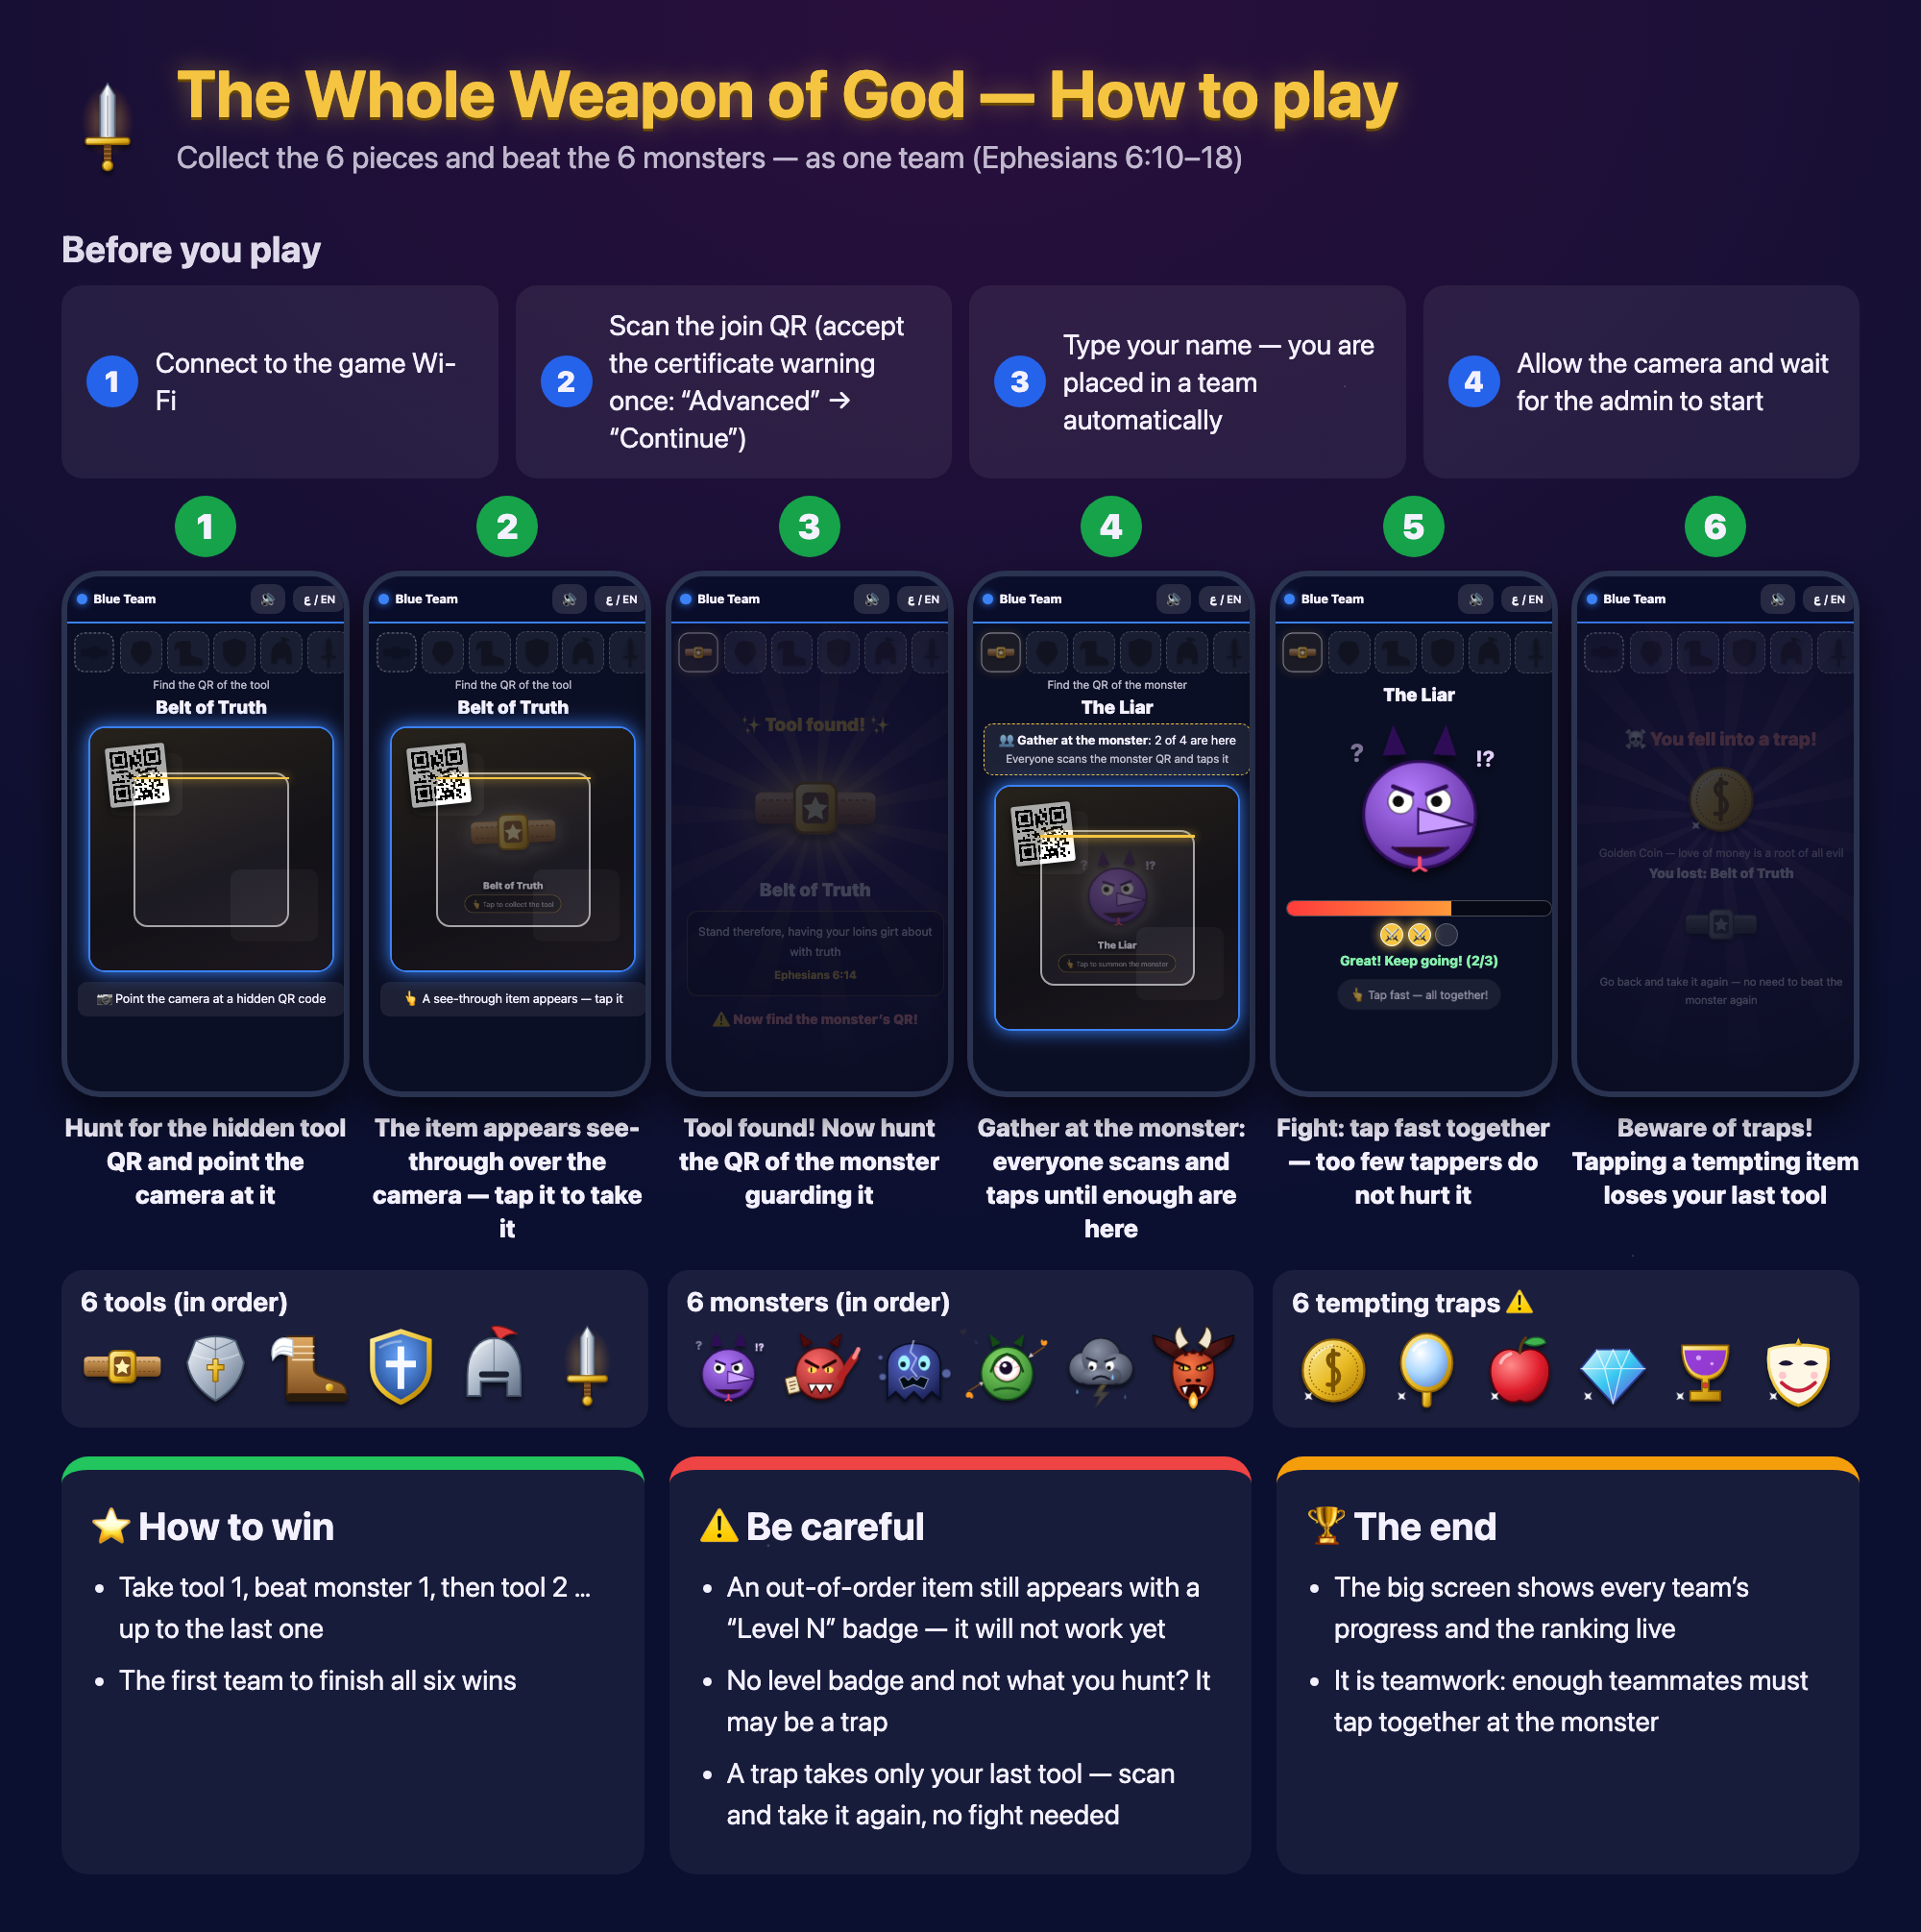 The Whole Weapon of God — How to play
Collect the 6 pieces and beat the 6 monsters — as one team (Ephesians 6:10–18)
Before you play
1
Connect to the game Wi-
Fi
2
Scan the join QR (accept
the certificate warning
once: “Advanced” →
“Continue”)
3
Type your name — you are
placed in a team
automatically
4
Allow the camera and wait
for the admin to start
1
Blue Team
ع / EN
Find the QR of the tool
Belt of Truth
Point the camera at a hidden QR code
Hunt for the hidden tool
QR and point the
camera at it
2
Blue Team
ع / EN
Find the QR of the tool
Belt of Truth
Belt of Truth
Tap to collect the tool
A see-through item appears — tap it
The item appears see-
through over the
camera — tap it to take
it
3
Blue Team
ع / EN
Tool found!
Belt of Truth
Stand therefore, having your loins girt about
with truth
Ephesians 6:14
Now find the monster's QR!
Tool found! Now hunt
the QR of the monster
guarding it
4
Blue Team
ع / EN
Find the QR of the monster
The Liar
Gather at the monster: 2 of 4 are here
Everyone scans the monster QR and taps it
? !?
The Liar
Tap to summon the monster
Gather at the monster:
everyone scans and
taps until enough are
here
5
Blue Team
ع / EN
The Liar
? !?
Great! Keep going! (2/3)
Tap fast — all together!
Fight: tap fast together
— too few tappers do
not hurt it
6
Blue Team
ع / EN
You fell into a trap!
$
Golden Coin — love of money is a root of all evil
You lost: Belt of Truth
Go back and take it again — no need to beat the
monster again
Beware of traps!
Tapping a tempting item
loses your last tool
6 tools (in order)
6 monsters (in order)
? !?
6 tempting traps
$
How to win
• Take tool 1, beat monster 1, then tool 2 …
up to the last one
• The first team to finish all six wins
Be careful
• An out-of-order item still appears with a
“Level N” badge — it will not work yet
• No level badge and not what you hunt? It
may be a trap
• A trap takes only your last tool — scan
and take it again, no fight needed
The end
• The big screen shows every team’s
progress and the ranking live
• It is teamwork: enough teammates must
tap together at the monster